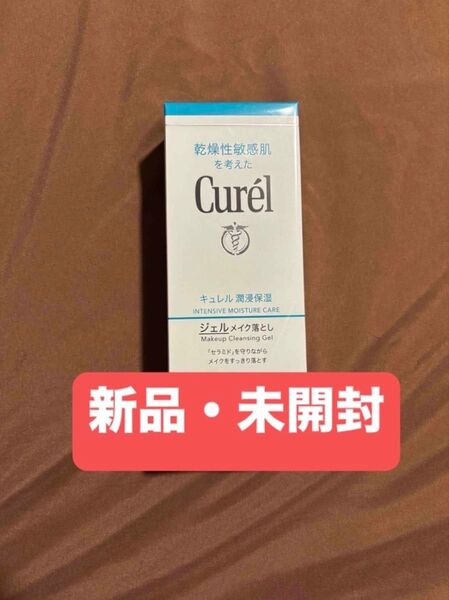 乾燥性敏感肌
を考えた
Curél
キュレル 潤浸保湿
INTENSIVE MOISTURE CARE
ジェルメイク落とし
Makeup Cleansing Gel
「セラミド」を守りながら
メイクをすっきり落とす
新品・未開封